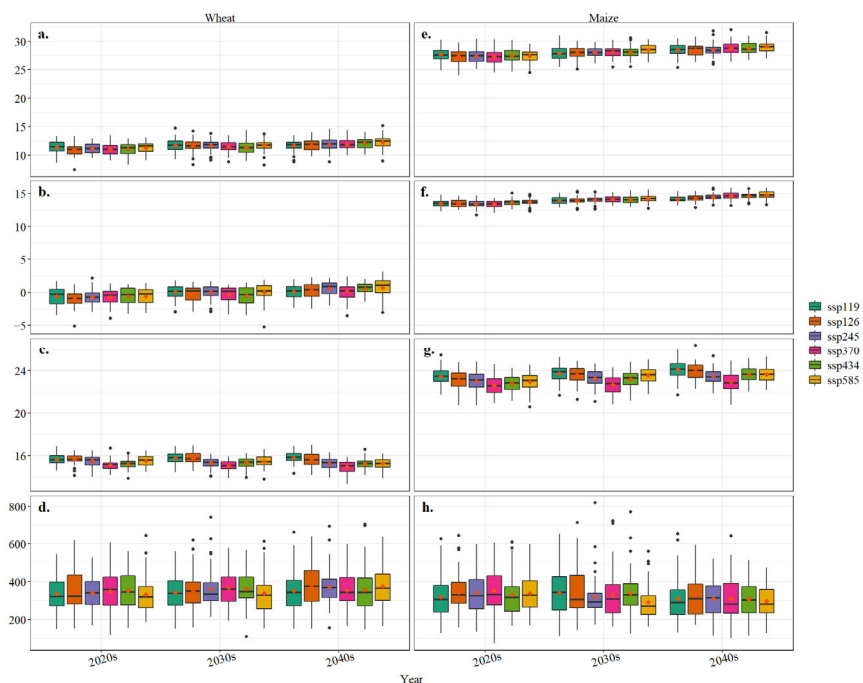 Wheat Maize
a. e.
30
25
20
15
10
b. f.
15
10
5
0
−5
c. g.
24
20
16
d. h.
800
600
400
200
ssp119
ssp126
ssp245
ssp370
ssp434
ssp585
2020s 2030s 2040s 2020s 2030s 2040s
Year